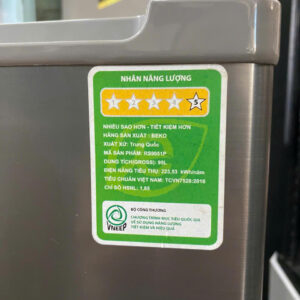 NHÃN NĂNG LƯỢNG
1 2 3 4 5
NHIỀU SAO HƠN - TIẾT KIỆM HƠN
HÃNG SẢN XUẤT : BEKO
XUẤT XỨ: Trung Quốc
MÃ SẢN PHẨM: RS9051P
DUNG TÍCH(GROSS): 90L
ĐIỆN NĂNG TIÊU THỤ: 223,93 kWh/năm
TIÊU CHUẨN VIỆT NAM: TCVN7828:2016
CHỈ SỐ HSNL: 1,65
BỘ CÔNG THƯƠNG
CHƯƠNG TRÌNH MỤC TIÊU QUỐC GIA
VỀ SỬ DỤNG NĂNG LƯỢNG
TIẾT KIỆM VÀ HIỆU QUẢ
VNEEP